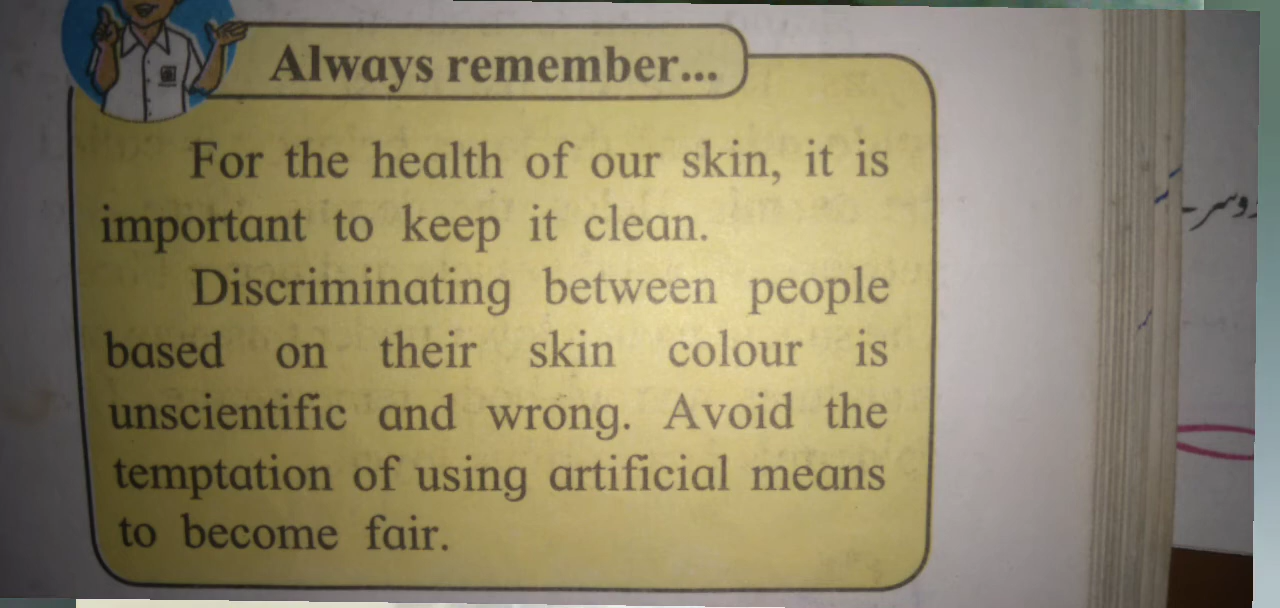 Always remember...
For the health of our skin, it is
important to keep it clean.
Discriminating between people
based on their skin colour is
unscientific and wrong. Avoid the
temptation of using artificial means
to become fair.